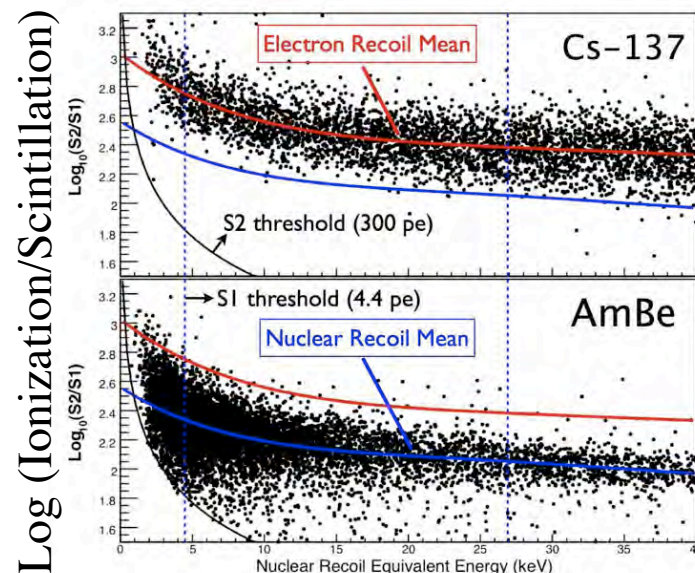 Log (Ionization/Scintillation)
Log10(S2/S1)
3.2
3
2.8
2.6
2.4
2.2
2
1.8
1.6
Electron Recoil Mean
Cs-137
S2 threshold (300 pe)
Log10(S2/S1)
3.2
3
2.8
2.6
2.4
2.2
2
1.8
1.6
S1 threshold (4.4 pe)
AmBe
Nuclear Recoil Mean
0 5 10 15 20 25 30 35 4
Nuclear Recoil Equivalent Energy (keV)